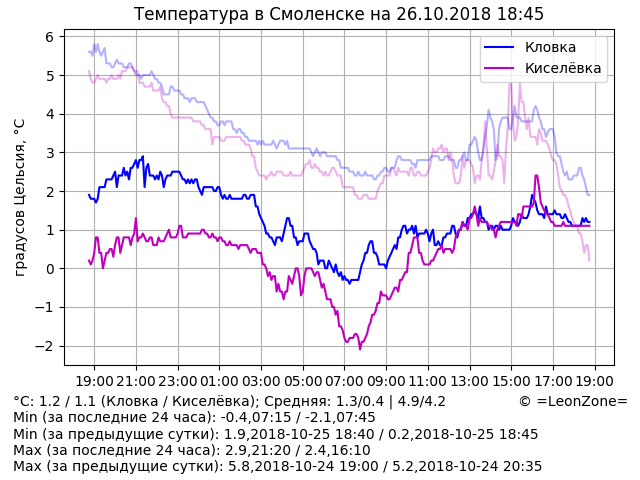 Температура в Смоленске на 26.10.2018 18:45
градусов Цельсия, °C
6
5
4
3
2
1
0
−1
−2
Кловка
Киселёвка
19:00 21:00 23:00 01:00 03:00 05:00 07:00 09:00 11:00 13:00 15:00 17:00 19:00
°C: 1.2 / 1.1 (Кловка / Киселёвка); Средняя: 1.3/0.4 | 4.9/4.2 © =LeonZone=
Min (за последние 24 часа): -0.4,07:15 / -2.1,07:45
Min (за предыдущие сутки): 1.9,2018-10-25 18:40 / 0.2,2018-10-25 18:45
Max (за последние 24 часа): 2.9,21:20 / 2.4,16:10
Max (за предыдущие сутки): 5.8,2018-10-24 19:00 / 5.2,2018-10-24 20:35